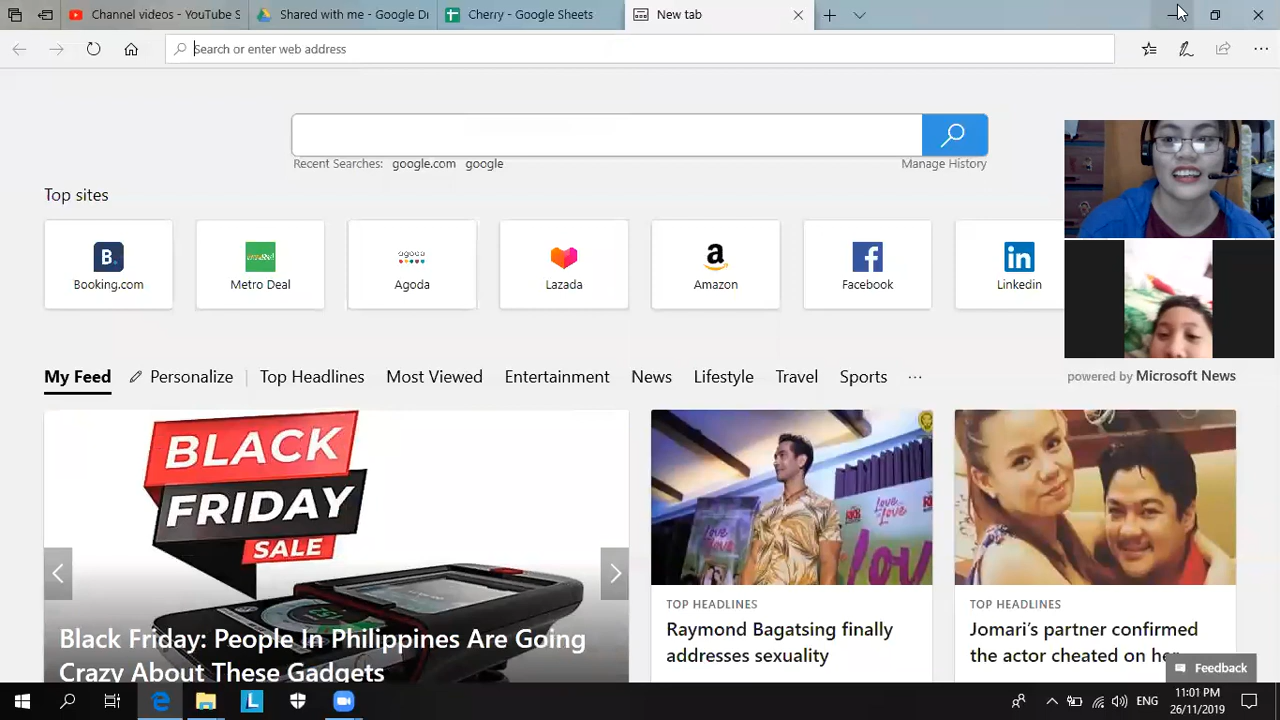 Channel videos - YouTube S
Shared with me - Google Dr
Cherry - Google Sheets
New tab
Search or enter web address
Recent Searches: google.com google
Manage History
Top sites
B.
Booking.com
Metro Deal
agoda
Agoda
Lazada
a
Amazon
f
Facebook
in
Linkedin
My Feed
Personalize
Top Headlines
Most Viewed
Entertainment
News
Lifestyle
Travel
Sports
powered by Microsoft News
BLACK
FRIDAY
SALE
Black Friday: People In Philippines Are Going
Crazy About These Gadgets
TOP HEADLINES
Raymond Bagatsing finally
addresses sexuality
TOP HEADLINES
Jomari's partner confirmed
the actor cheated on her
Feedback
L
ENG
11:01 PM
26/11/2019